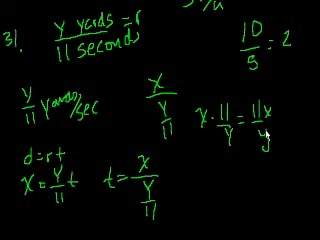 31. y yards / 11 seconds = r
10 / 5 = 2
y/11 yards/sec
x / (y/11)
x · 11/y = 11x/y
d = rt
x = y/11 t
t = x / (y/11)